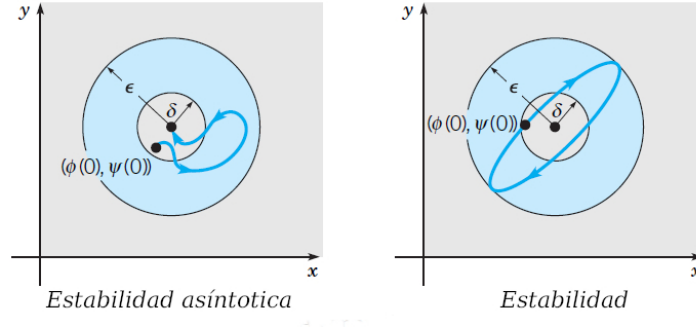 y
ϵ
δ
(ϕ(0), ψ(0))
x
Estabilidad asíntotica
y
ϵ
δ
(ϕ(0), ψ(0))
x
Estabilidad